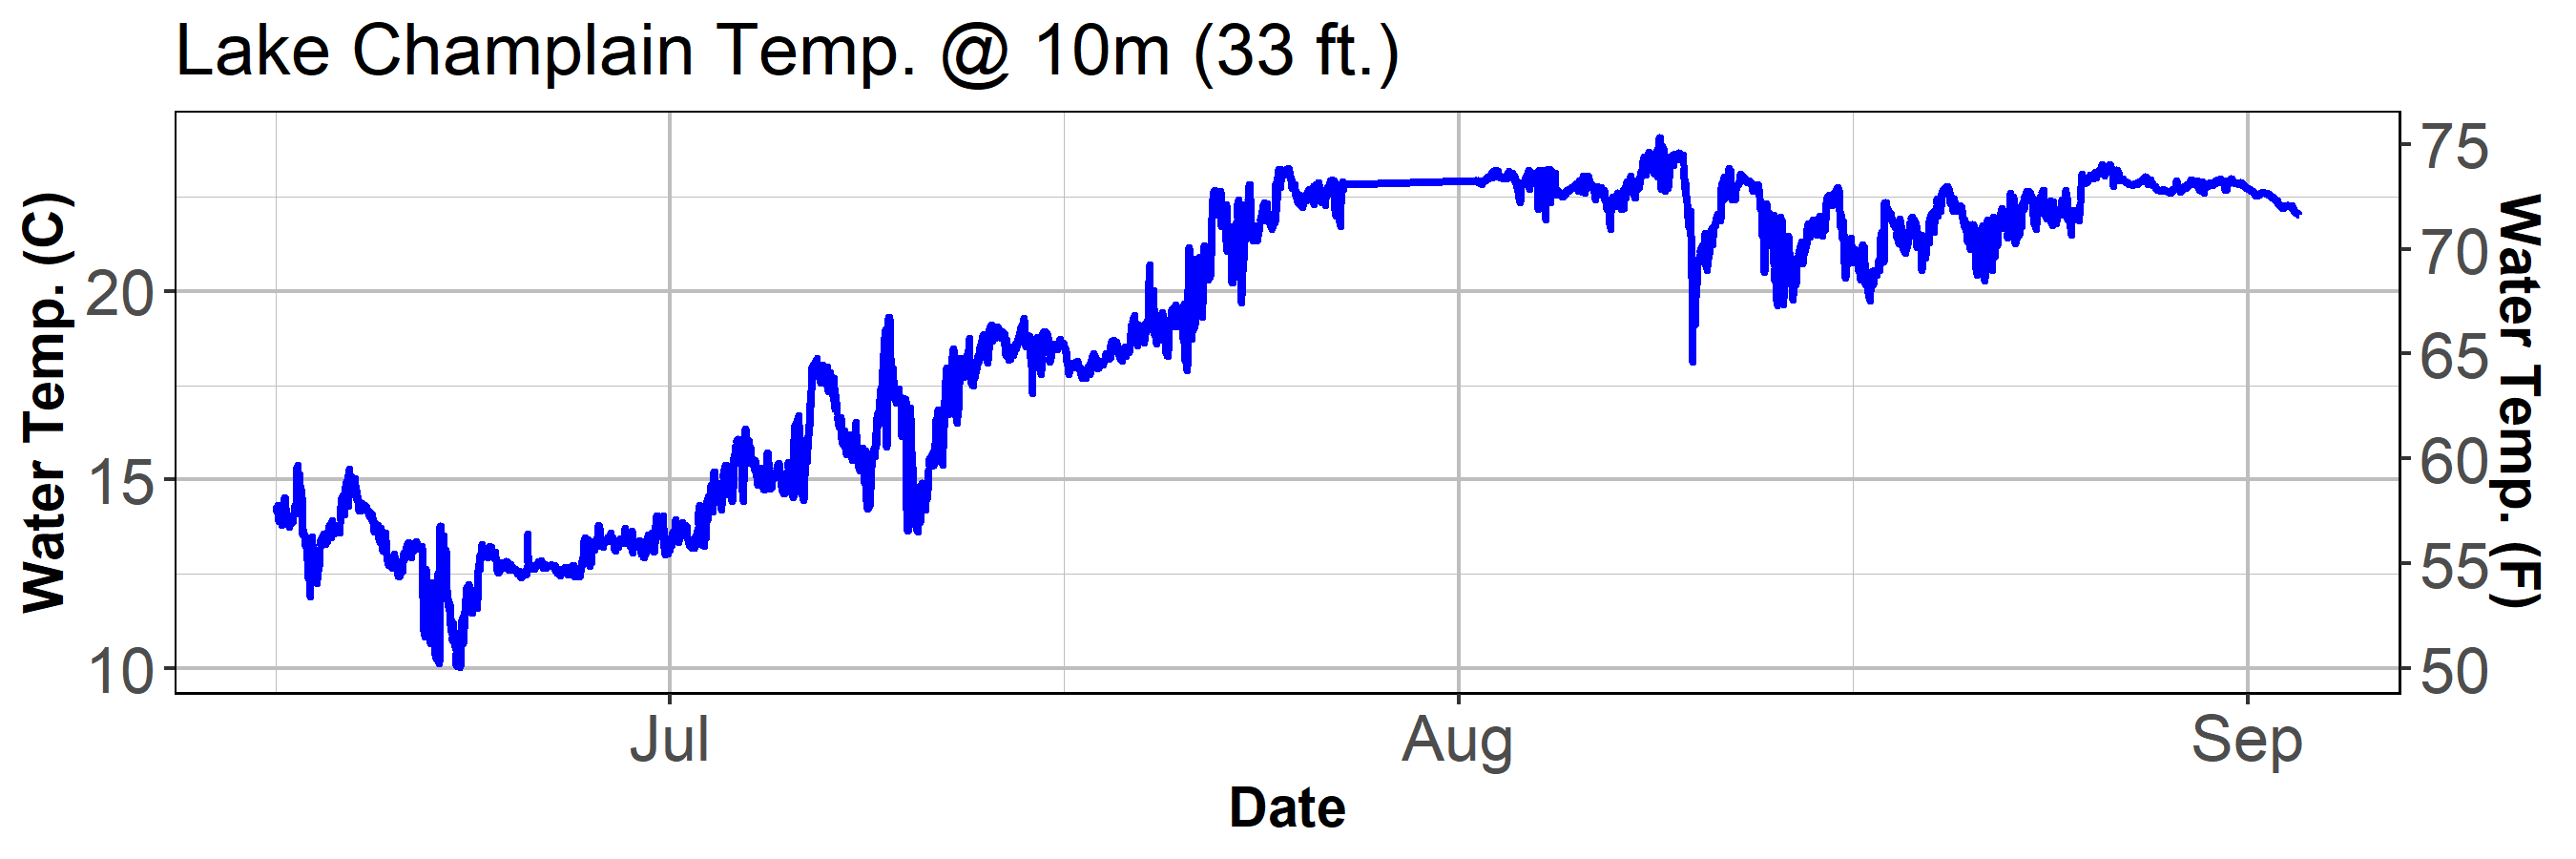 Lake Champlain Temp. @ 10m (33 ft.)
Water Temp. (C)
20
15
10
75
70
65
60
55
50
Water Temp. (F)
Jul
Aug
Sep
Date